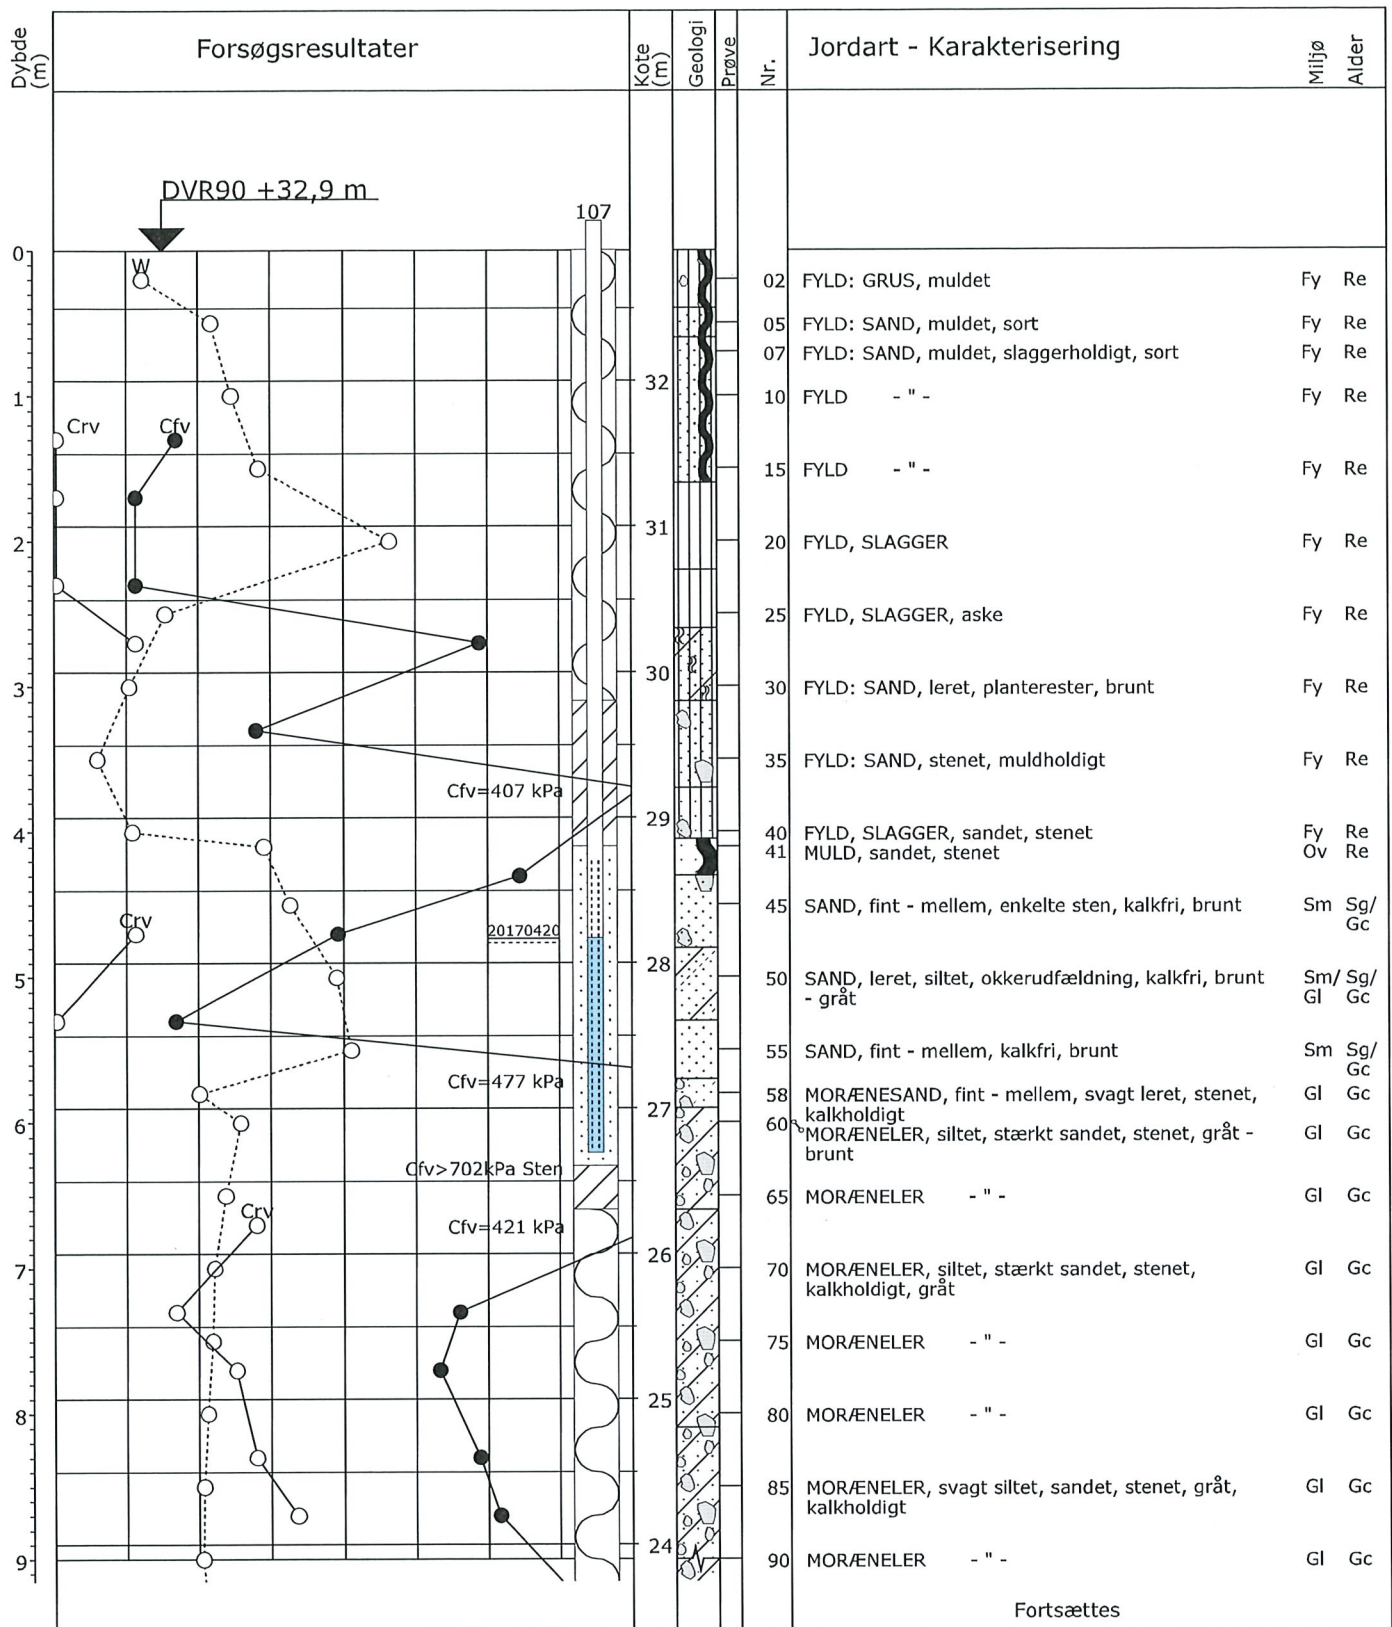 Dybde (m)
Forsøgsresultater
Kote (m)
Geologi
Prøve
Nr.
Jordart - Karakterisering
Miljø
Alder
DVR90 +32,9 m
107
0
W
02 FYLD: GRUS, muldet Fy Re
05 FYLD: SAND, muldet, sort Fy Re
07 FYLD: SAND, muldet, slaggerholdigt, sort Fy Re
32
1
10 FYLD - " - Fy Re
Crv Cfv
15 FYLD - " - Fy Re
31
2
20 FYLD, SLAGGER Fy Re
25 FYLD, SLAGGER, aske Fy Re
30
3
30 FYLD: SAND, leret, planterester, brunt Fy Re
35 FYLD: SAND, stenet, muldholdigt Fy Re
Cfv=407 kPa
29
4
40 FYLD, SLAGGER, sandet, stenet Fy Re
41 MULD, sandet, stenet Ov Re
45 SAND, fint - mellem, enkelte sten, kalkfri, brunt Sm Sg/
Gc
Crv
20170420
28
5
50 SAND, leret, siltet, okkerudfældning, kalkfri, brunt Sm/ Sg/
- gråt Gl Gc
55 SAND, fint - mellem, kalkfri, brunt Sm Sg/
Gc
Cfv=477 kPa
58 MORÆNESAND, fint - mellem, svagt leret, stenet, Gl Gc
kalkholdigt
27
6
60 MORÆNELER, siltet, stærkt sandet, stenet, gråt - Gl Gc
brunt
Cfv>702kPa Sten
65 MORÆNELER - " - Gl Gc
Crv
Cfv=421 kPa
26
7
70 MORÆNELER, siltet, stærkt sandet, stenet, Gl Gc
kalkholdigt, gråt
75 MORÆNELER - " - Gl Gc
25
8
80 MORÆNELER - " - Gl Gc
85 MORÆNELER, svagt siltet, sandet, stenet, gråt, Gl Gc
kalkholdigt
24
9
90 MORÆNELER - " - Gl Gc
Fortsættes